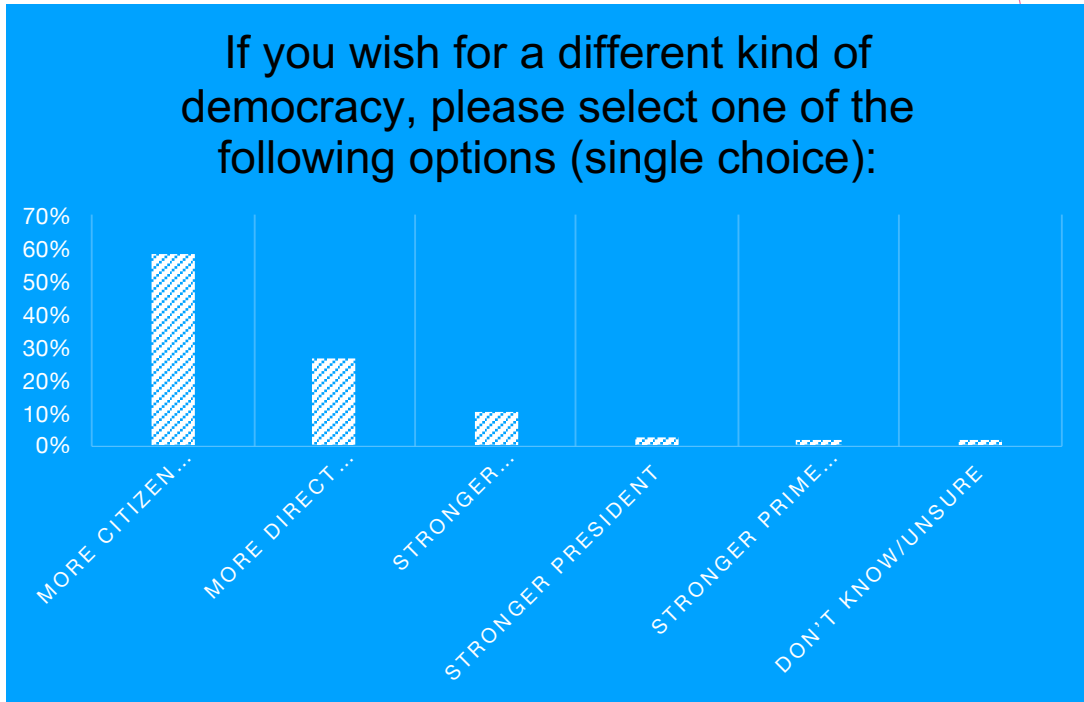 If you wish for a different kind of
democracy, please select one of the
following options (single choice):
70%
60%
50%
40%
30%
20%
10%
0%
MORE CITIZEN...
MORE DIRECT...
STRONGER...
STRONGER PRESIDENT
STRONGER PRIME...
DON'T KNOW/UNSURE